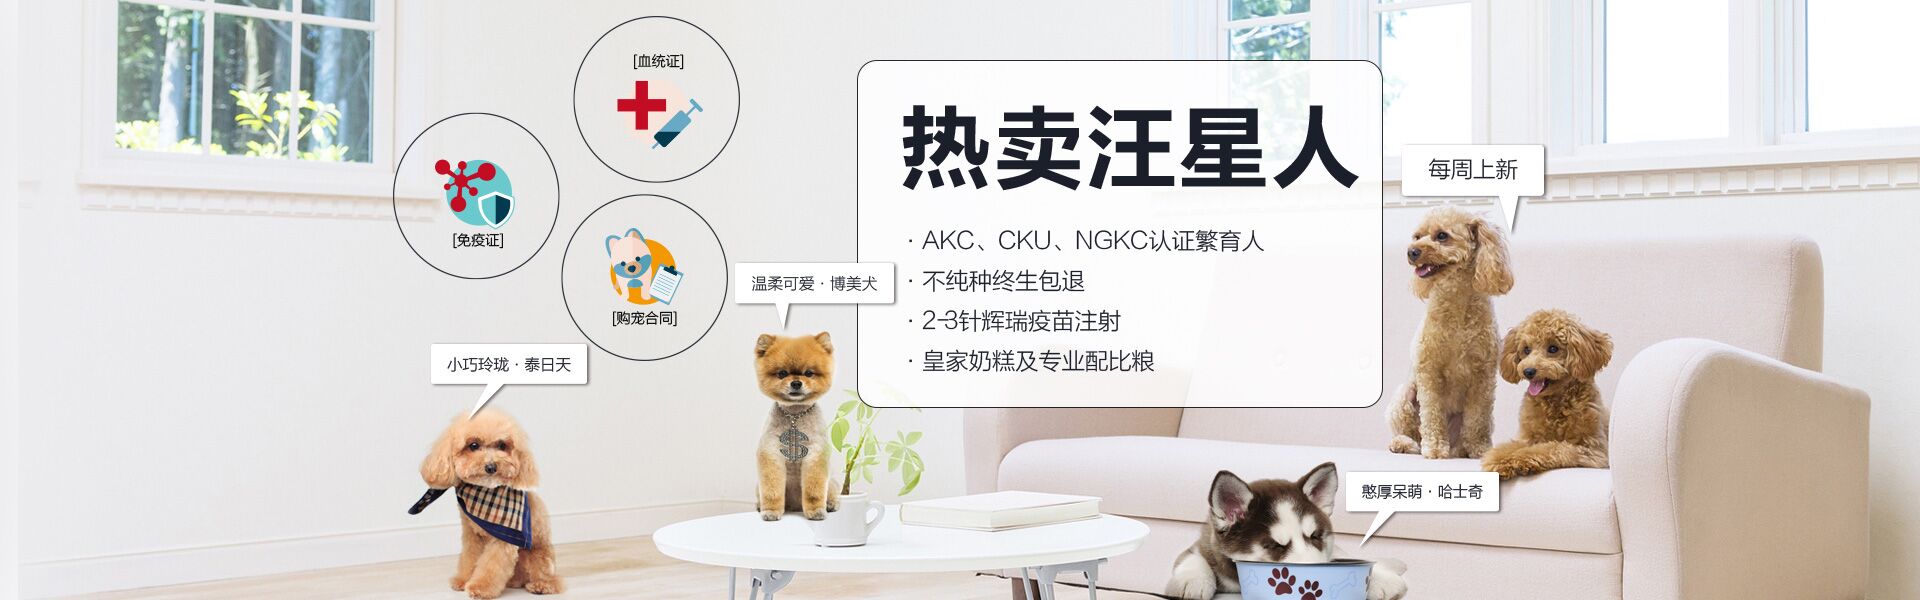 [血统证]
[免疫证]
[购宠合同]
热卖汪星人
· AKC、CKU、NGKC认证繁育人
· 不纯种终生包退
· 2-3针辉瑞疫苗注射
· 皇家奶糕及专业配比粮
每周上新
温柔可爱 · 博美犬
小巧玲珑 · 泰日天
憨厚呆萌 · 哈士奇